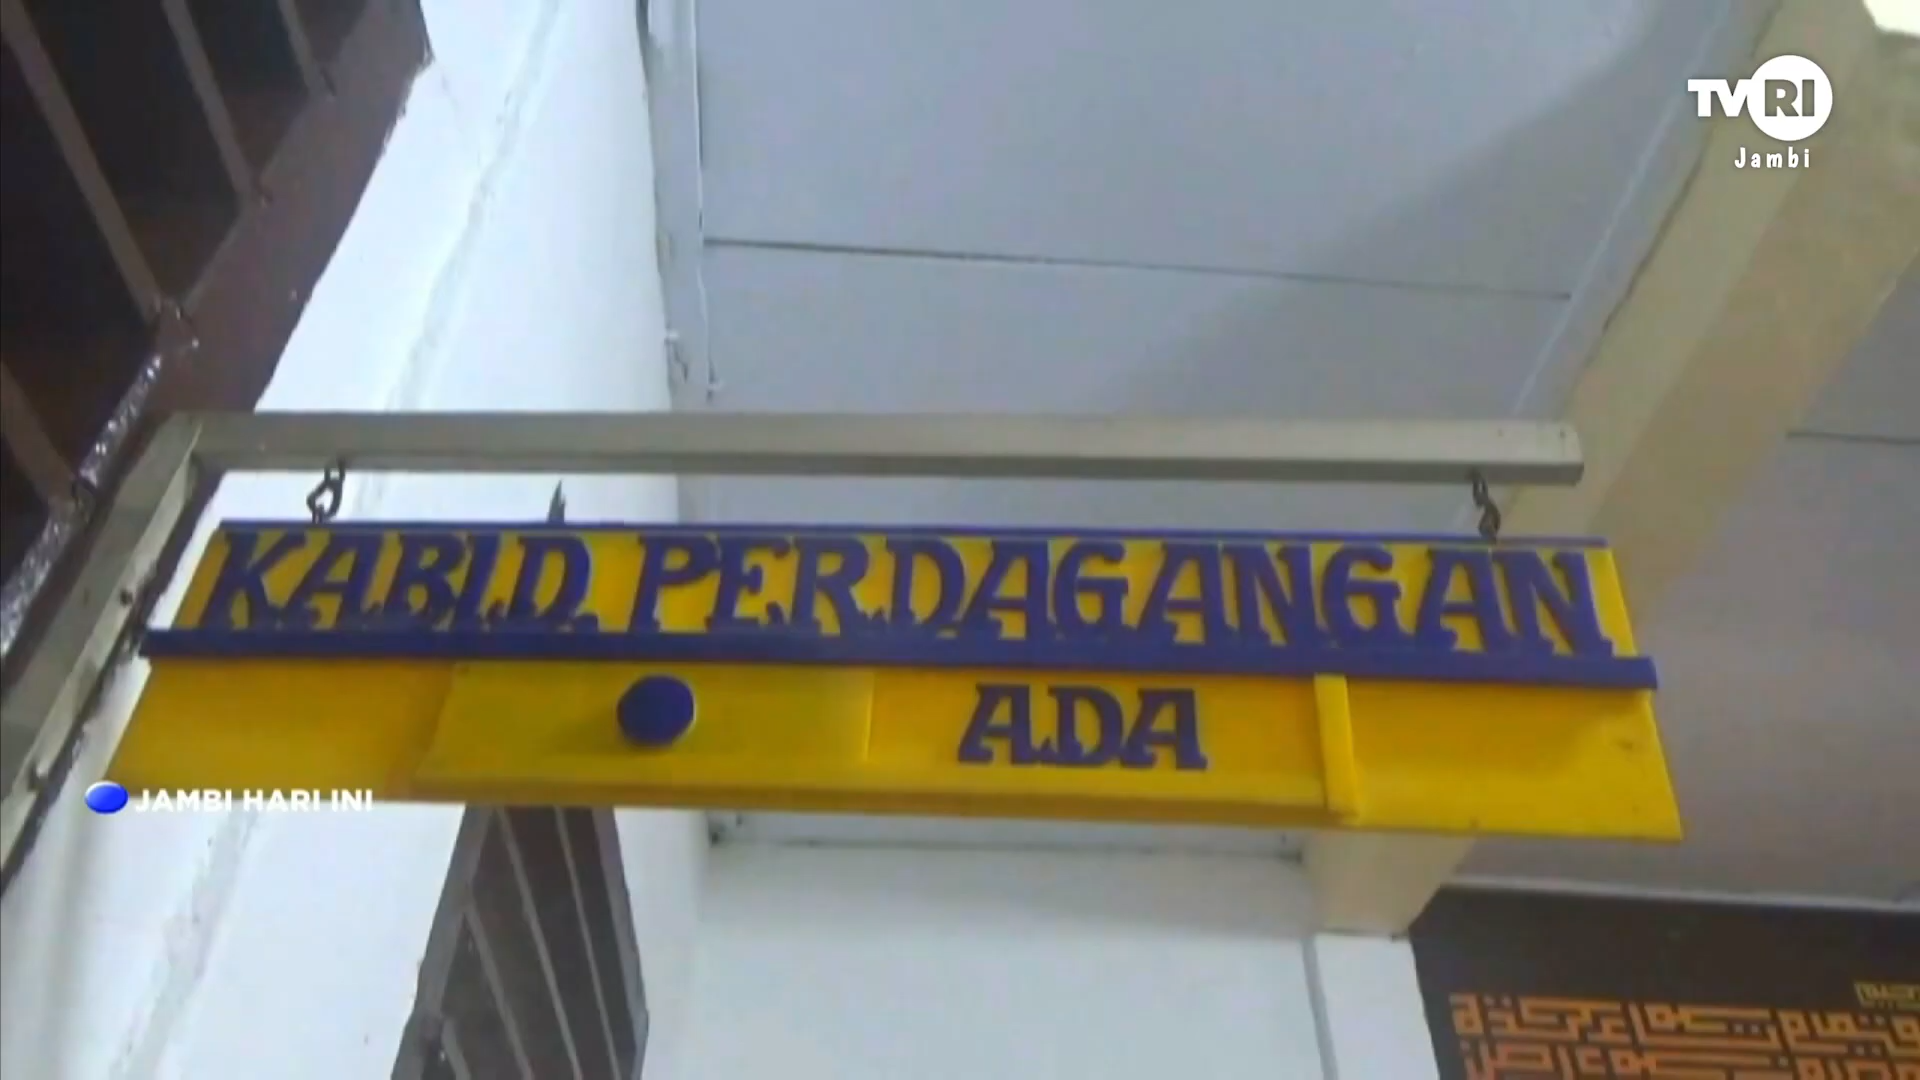 TVRI
Jambi
KABID. PERDAGANGAN
ADA
JAMBI HARI INI